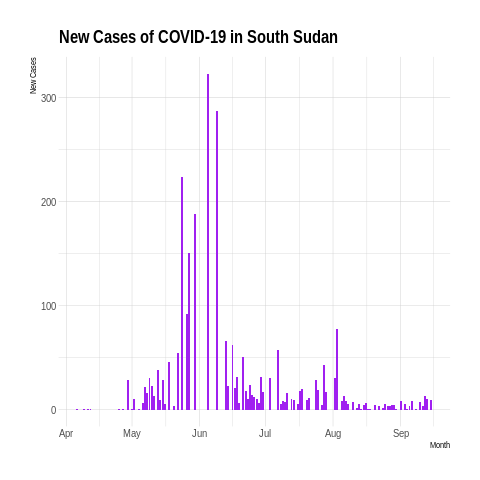 New Cases of COVID-19 in South Sudan
New Cases
300
200
100
0
Apr May Jun Jul Aug Sep
Month